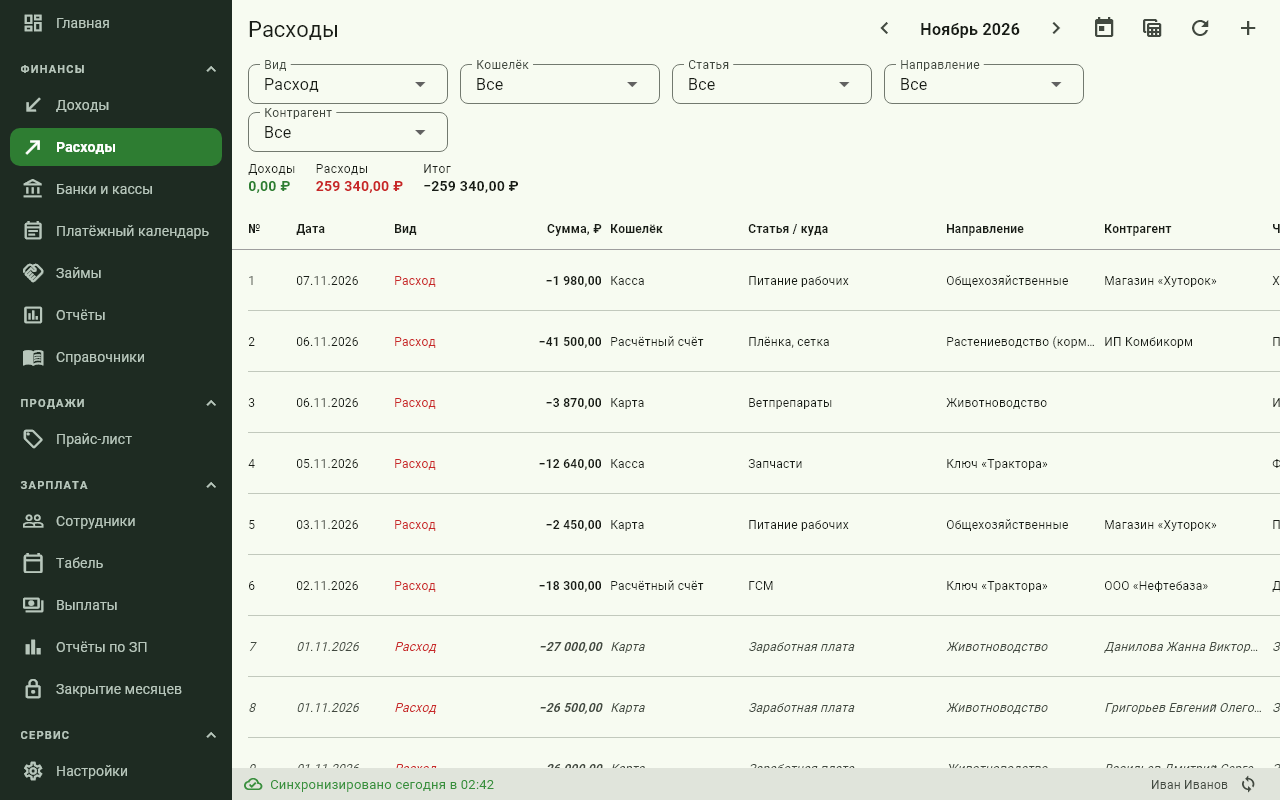 Главная
ФИНАНСЫ
Доходы
Расходы
Банки и кассы
Платёжный календарь
Займы
Отчёты
Справочники
ПРОДАЖИ
Прайс-лист
ЗАРПЛАТА
Сотрудники
Табель
Выплаты
Отчёты по ЗП
Закрытие месяцев
СЕРВИС
Настройки
Расходы
Ноябрь 2026
Вид Кошелёк Статья Направление
Расход Все Все Все
Контрагент
Все
Доходы Расходы Итог
0,00 ₽ 259 340,00 ₽ −259 340,00 ₽
№ Дата Вид Сумма, ₽ Кошелёк Статья / куда Направление Контрагент Ч
1 07.11.2026 Расход −1 980,00 Касса Питание рабочих Общехозяйственные Магазин «Хуторок» Х
2 06.11.2026 Расход −41 500,00 Расчётный счёт Плёнка, сетка Растениеводство (корм… ИП Комбикорм П
3 06.11.2026 Расход −3 870,00 Карта Ветпрепараты Животноводство И
4 05.11.2026 Расход −12 640,00 Касса Запчасти Ключ «Трактора» Ф
5 03.11.2026 Расход −2 450,00 Карта Питание рабочих Общехозяйственные Магазин «Хуторок» П
6 02.11.2026 Расход −18 300,00 Расчётный счёт ГСМ Ключ «Трактора» ООО «Нефтебаза» Д
7 01.11.2026 Расход −27 000,00 Карта Заработная плата Животноводство Данилова Жанна Виктор… З
8 01.11.2026 Расход −26 500,00 Карта Заработная плата Животноводство Григорьев Евгений Олего… З
01.11.2026 Расход Карта Заработная плата Животноводство
Синхронизировано сегодня в 02:42
Иван Иванов